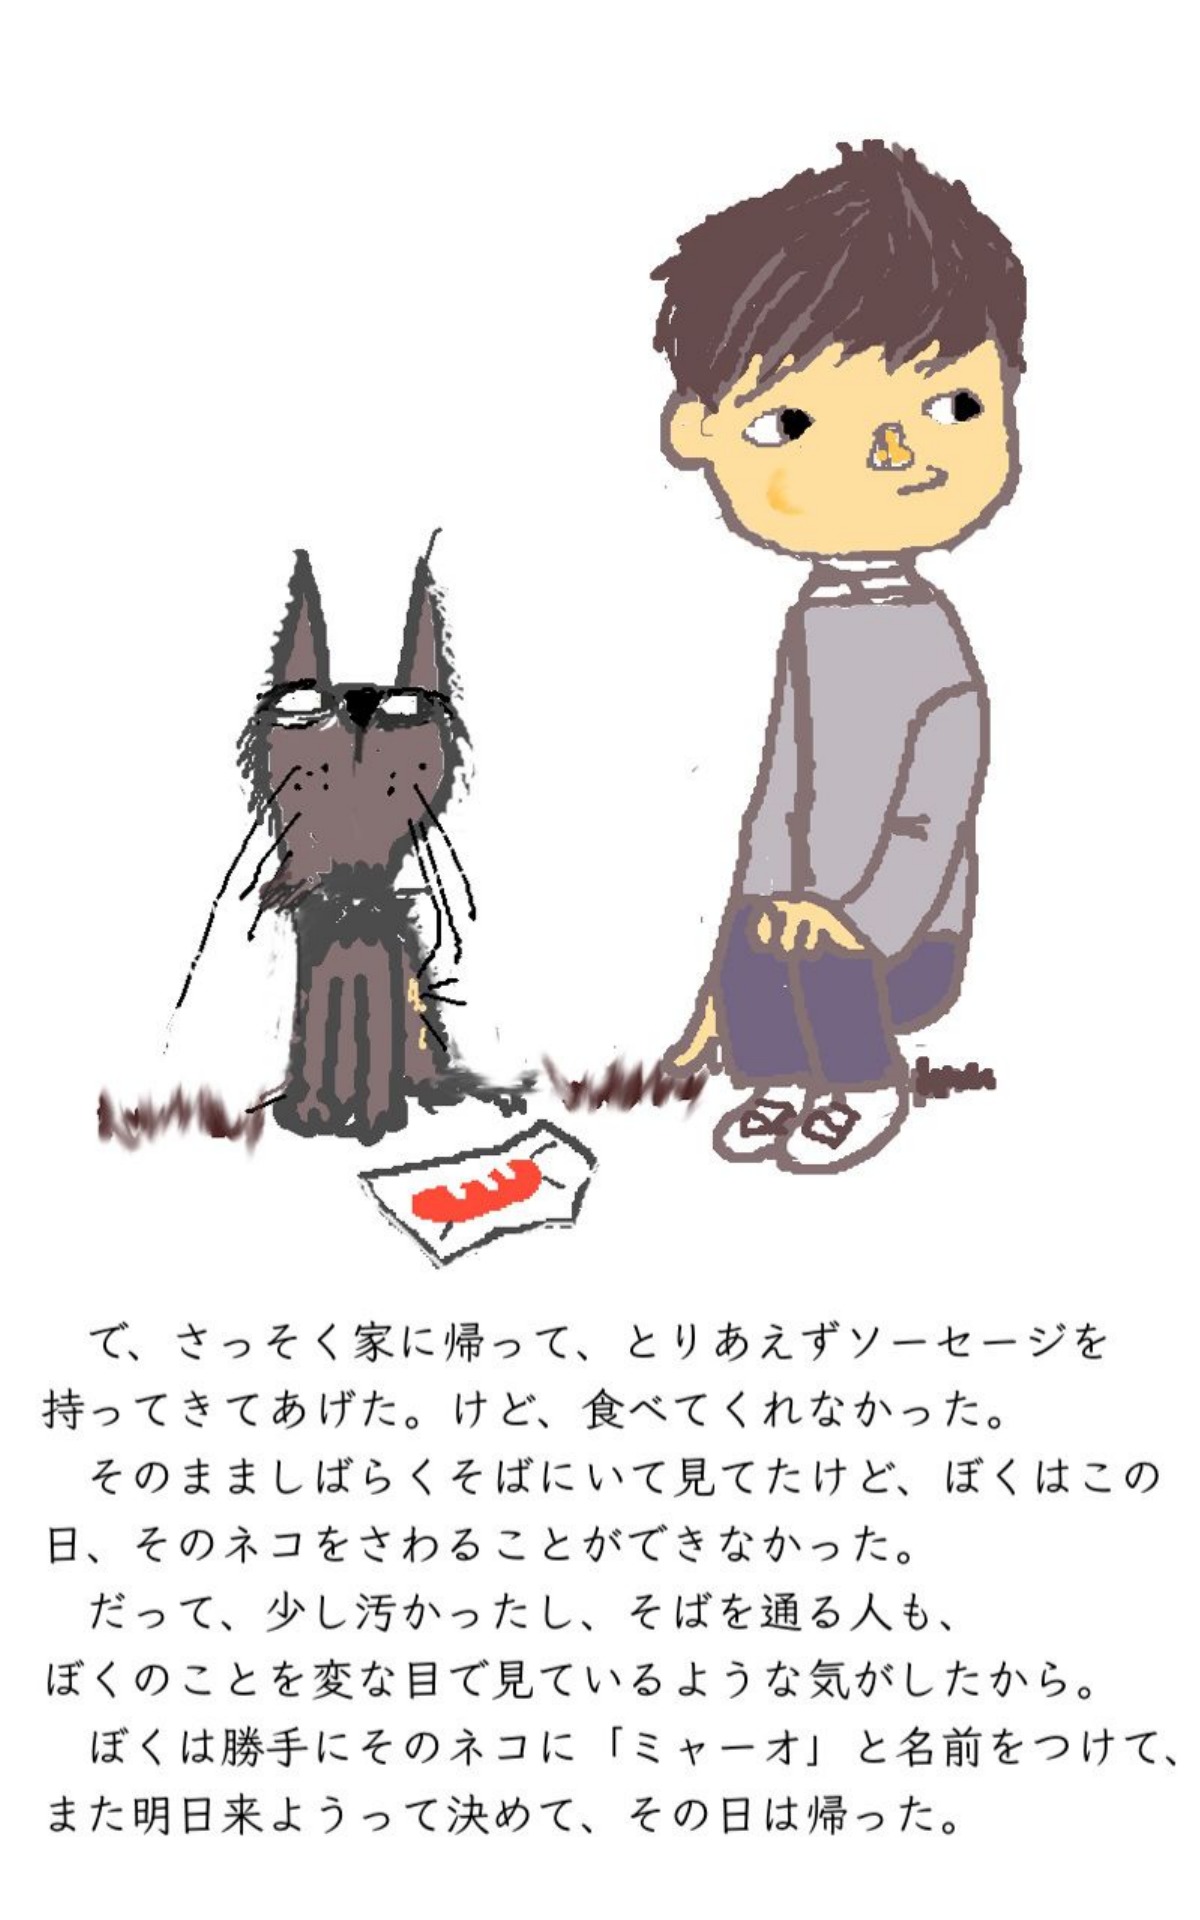 で、さっそく家に帰って、とりあえずソーセージを
持ってきてあげた。けど、食べてくれなかった。
そのまましばらくそばにいて見てたけど、ぼくはこの
日、そのネコをさわることができなかった。
だって、少し汚かったし、そばを通る人も、
ぼくのことを変な目で見ているような気がしたから。
ぼくは勝手にそのネコに「ミャーオ」と名前をつけて、
また明日来ようって決めて、その日は帰った。